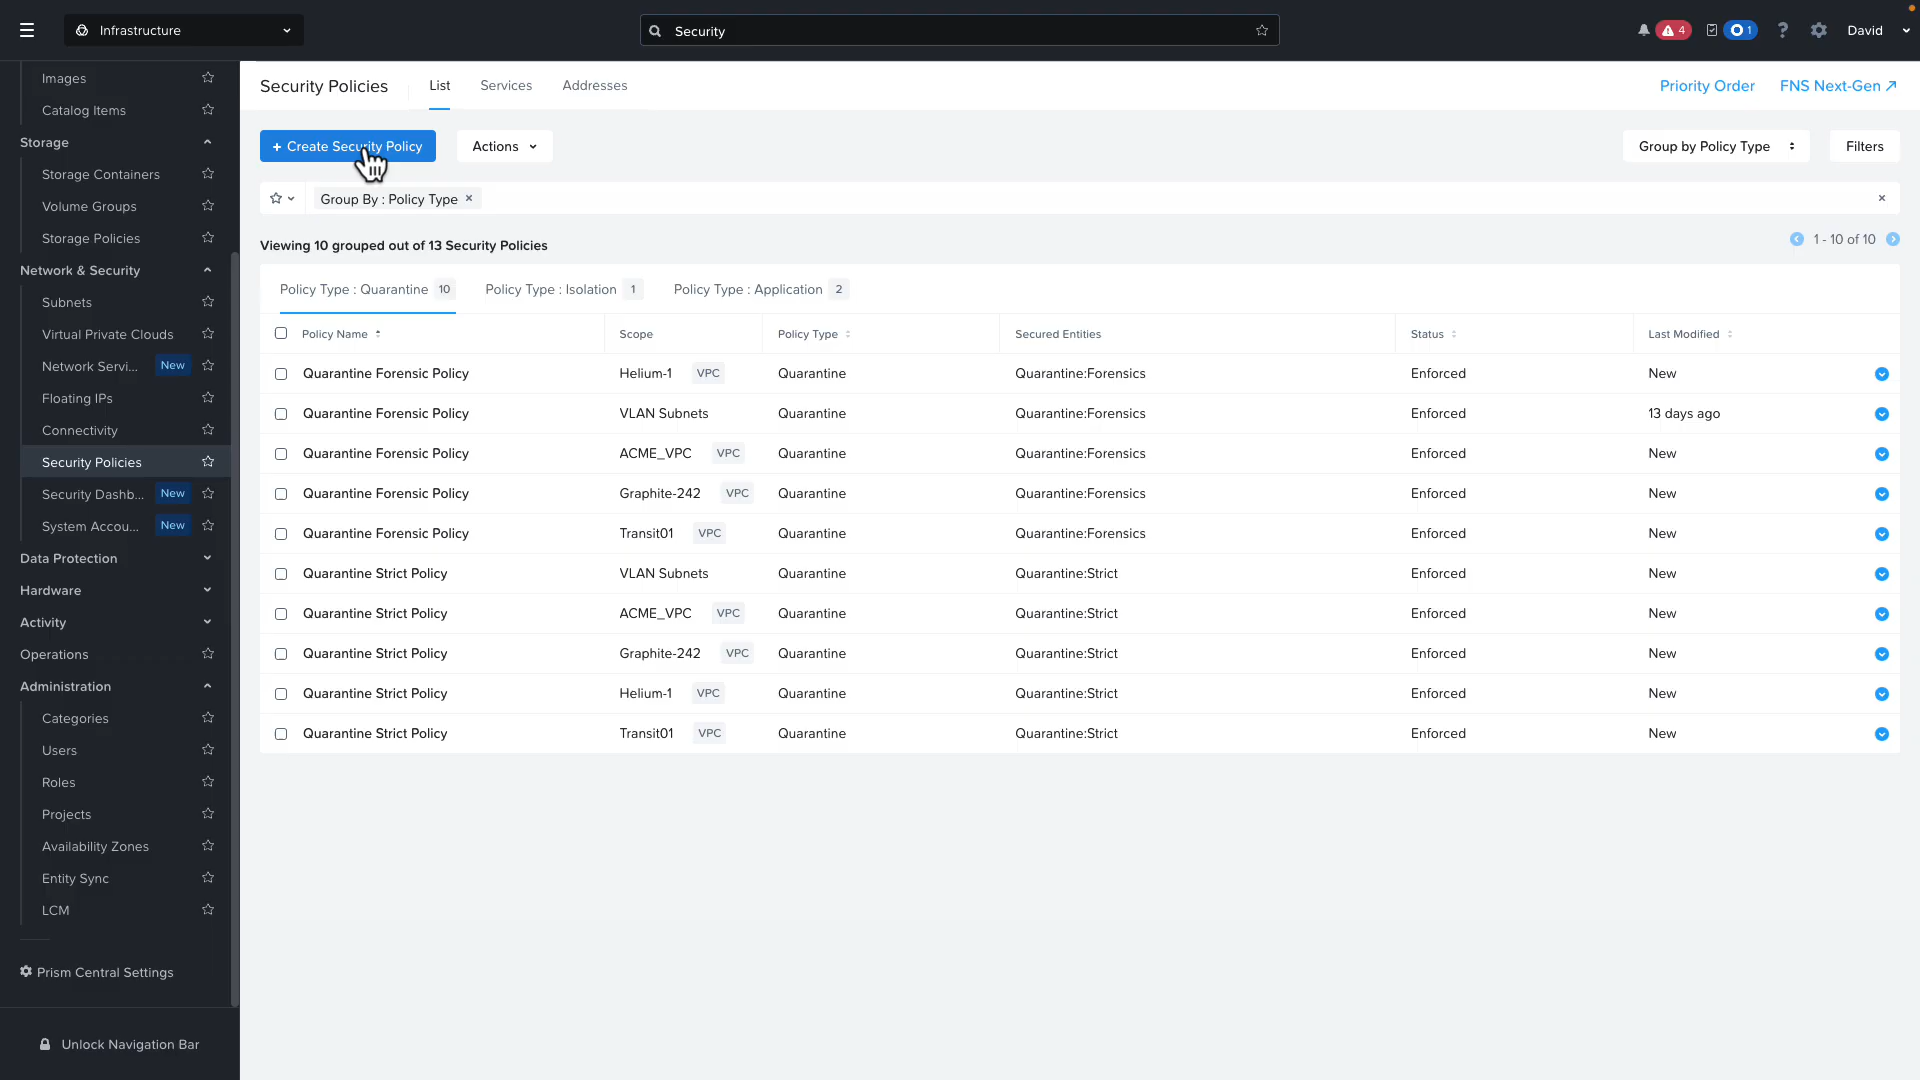 Infrastructure
Security
4
1
?
David
Images
Catalog Items
Storage
Storage Containers
Volume Groups
Storage Policies
Network & Security
Subnets
Virtual Private Clouds
Network Servi... New
Floating IPs
Connectivity
Security Policies
Security Dashb... New
System Accou... New
Data Protection
Hardware
Activity
Operations
Administration
Categories
Users
Roles
Projects
Availability Zones
Entity Sync
LCM
Prism Central Settings
Unlock Navigation Bar
Security Policies List Services Addresses Priority Order FNS Next-Gen
+ Create Security Policy Actions Group by Policy Type Filters
Group By : Policy Type × ×
Viewing 10 grouped out of 13 Security Policies 1 - 10 of 10
Policy Type : Quarantine 10 Policy Type : Isolation 1 Policy Type : Application 2
Policy Name Scope Policy Type Secured Entities Status Last Modified
Quarantine Forensic Policy Helium-1 VPC Quarantine Quarantine:Forensics Enforced New
Quarantine Forensic Policy VLAN Subnets Quarantine Quarantine:Forensics Enforced 13 days ago
Quarantine Forensic Policy ACME_VPC VPC Quarantine Quarantine:Forensics Enforced New
Quarantine Forensic Policy Graphite-242 VPC Quarantine Quarantine:Forensics Enforced New
Quarantine Forensic Policy Transit01 VPC Quarantine Quarantine:Forensics Enforced New
Quarantine Strict Policy VLAN Subnets Quarantine Quarantine:Strict Enforced New
Quarantine Strict Policy ACME_VPC VPC Quarantine Quarantine:Strict Enforced New
Quarantine Strict Policy Graphite-242 VPC Quarantine Quarantine:Strict Enforced New
Quarantine Strict Policy Helium-1 VPC Quarantine Quarantine:Strict Enforced New
Quarantine Strict Policy Transit01 VPC Quarantine Quarantine:Strict Enforced New